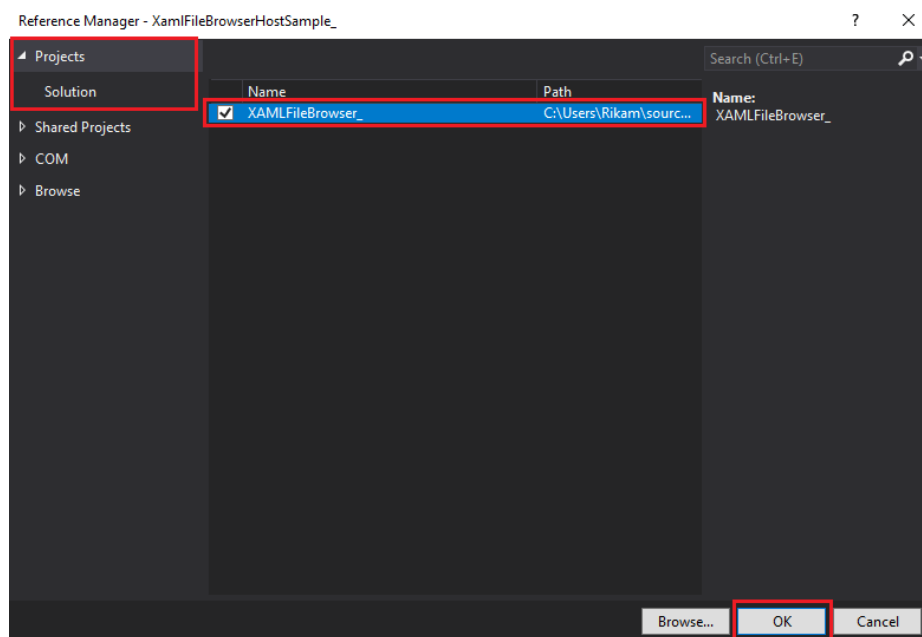 Reference Manager - XamlFileBrowserHostSample_ ? ×
Projects
Search (Ctrl+E)
Solution
Name Path
Name:
XAMLFileBrowser_ C:\Users\Rikam\sourc...
XAMLFileBrowser_
Shared Projects
COM
Browse
Browse... OK Cancel